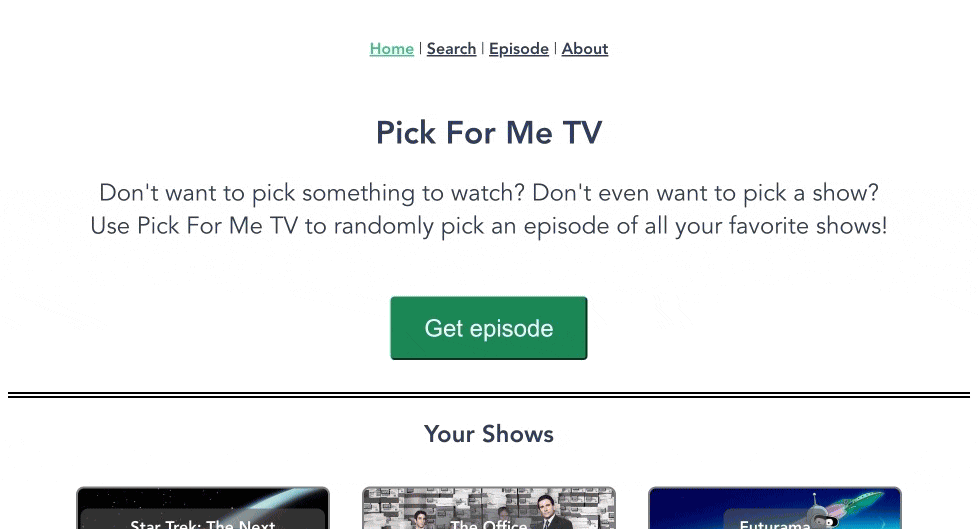 Home | Search | Episode | About
Pick For Me TV
Don't want to pick something to watch? Don't even want to pick a show?
Use Pick For Me TV to randomly pick an episode of all your favorite shows!
Get episode
Your Shows
Star Trek: The Next
The Office
Futurama